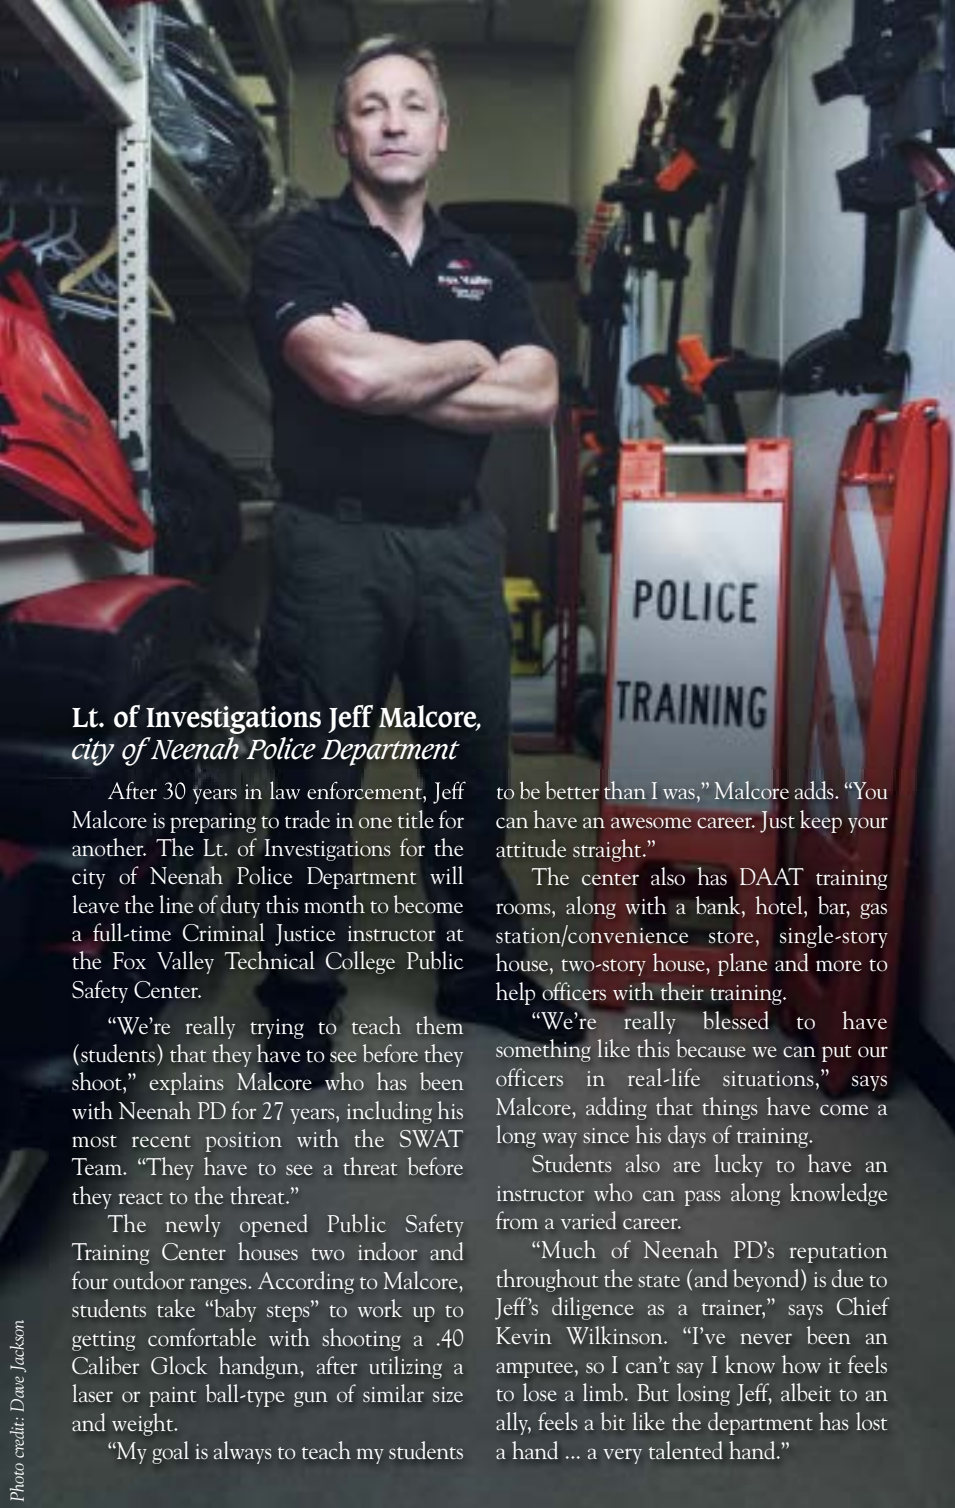 Fox Valley
POLICE
TRAINING
Lt. of Investigations Jeff Malcore,
city of Neenah Police Department
After 30 years in law enforcement, Jeff
Malcore is preparing to trade in one title for
another. The Lt. of Investigations for the
city of Neenah Police Department will
leave the line of duty this month to become
a full-time Criminal Justice instructor at
the Fox Valley Technical College Public
Safety Center.
“We’re really trying to teach them
(students) that they have to see before they
shoot,” explains Malcore who has been
with Neenah PD for 27 years, including his
most recent position with the SWAT
Team. “They have to see a threat before
they react to the threat.”
The newly opened Public Safety
Training Center houses two indoor and
four outdoor ranges. According to Malcore,
students take “baby steps” to work up to
getting comfortable with shooting a .40
Caliber Glock handgun, after utilizing a
laser or paint ball-type gun of similar size
and weight.
“My goal is always to teach my students
to be better than I was,” Malcore adds. “You
can have an awesome career. Just keep your
attitude straight.”
The center also has DAAT training
rooms, along with a bank, hotel, bar, gas
station/convenience store, single-story
house, two-story house, plane and more to
help officers with their training.
“We’re really blessed to have
something like this because we can put our
officers in real-life situations,” says
Malcore, adding that things have come a
long way since his days of training.
Students also are lucky to have an
instructor who can pass along knowledge
from a varied career.
“Much of Neenah PD’s reputation
throughout the state (and beyond) is due to
Jeff’s diligence as a trainer,” says Chief
Kevin Wilkinson. “I’ve never been an
amputee, so I can’t say I know how it feels
to lose a limb. But losing Jeff, albeit to an
ally, feels a bit like the department has lost
a hand ... a very talented hand.”
Photo credit: Dave Jackson